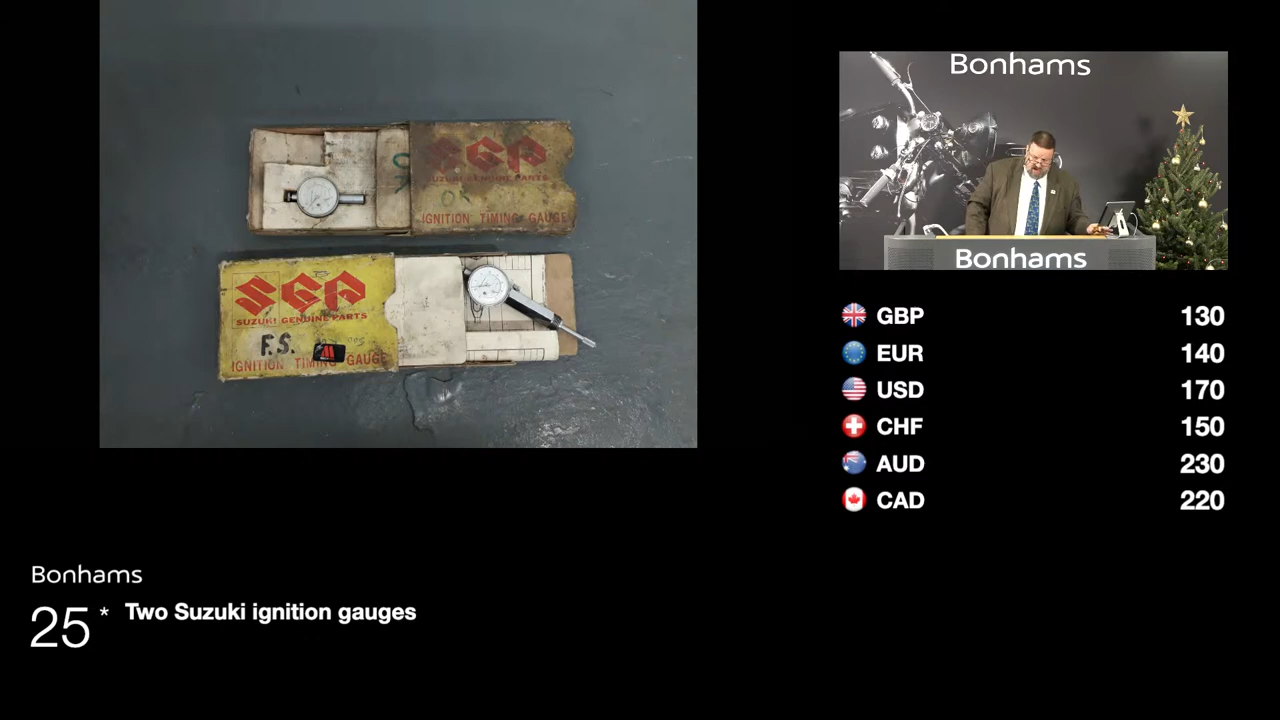 SGP
SUZUKI GENUINE PARTS
OK
IGNITION TIMING GAUGE
SGP
SUZUKI GENUINE PARTS
F.S.
IGNITION TIMING GAUGE
Bonhams
Bonhams
GBP 130
EUR 140
USD 170
CHF 150
AUD 230
CAD 220
Bonhams
25 * Two Suzuki ignition gauges